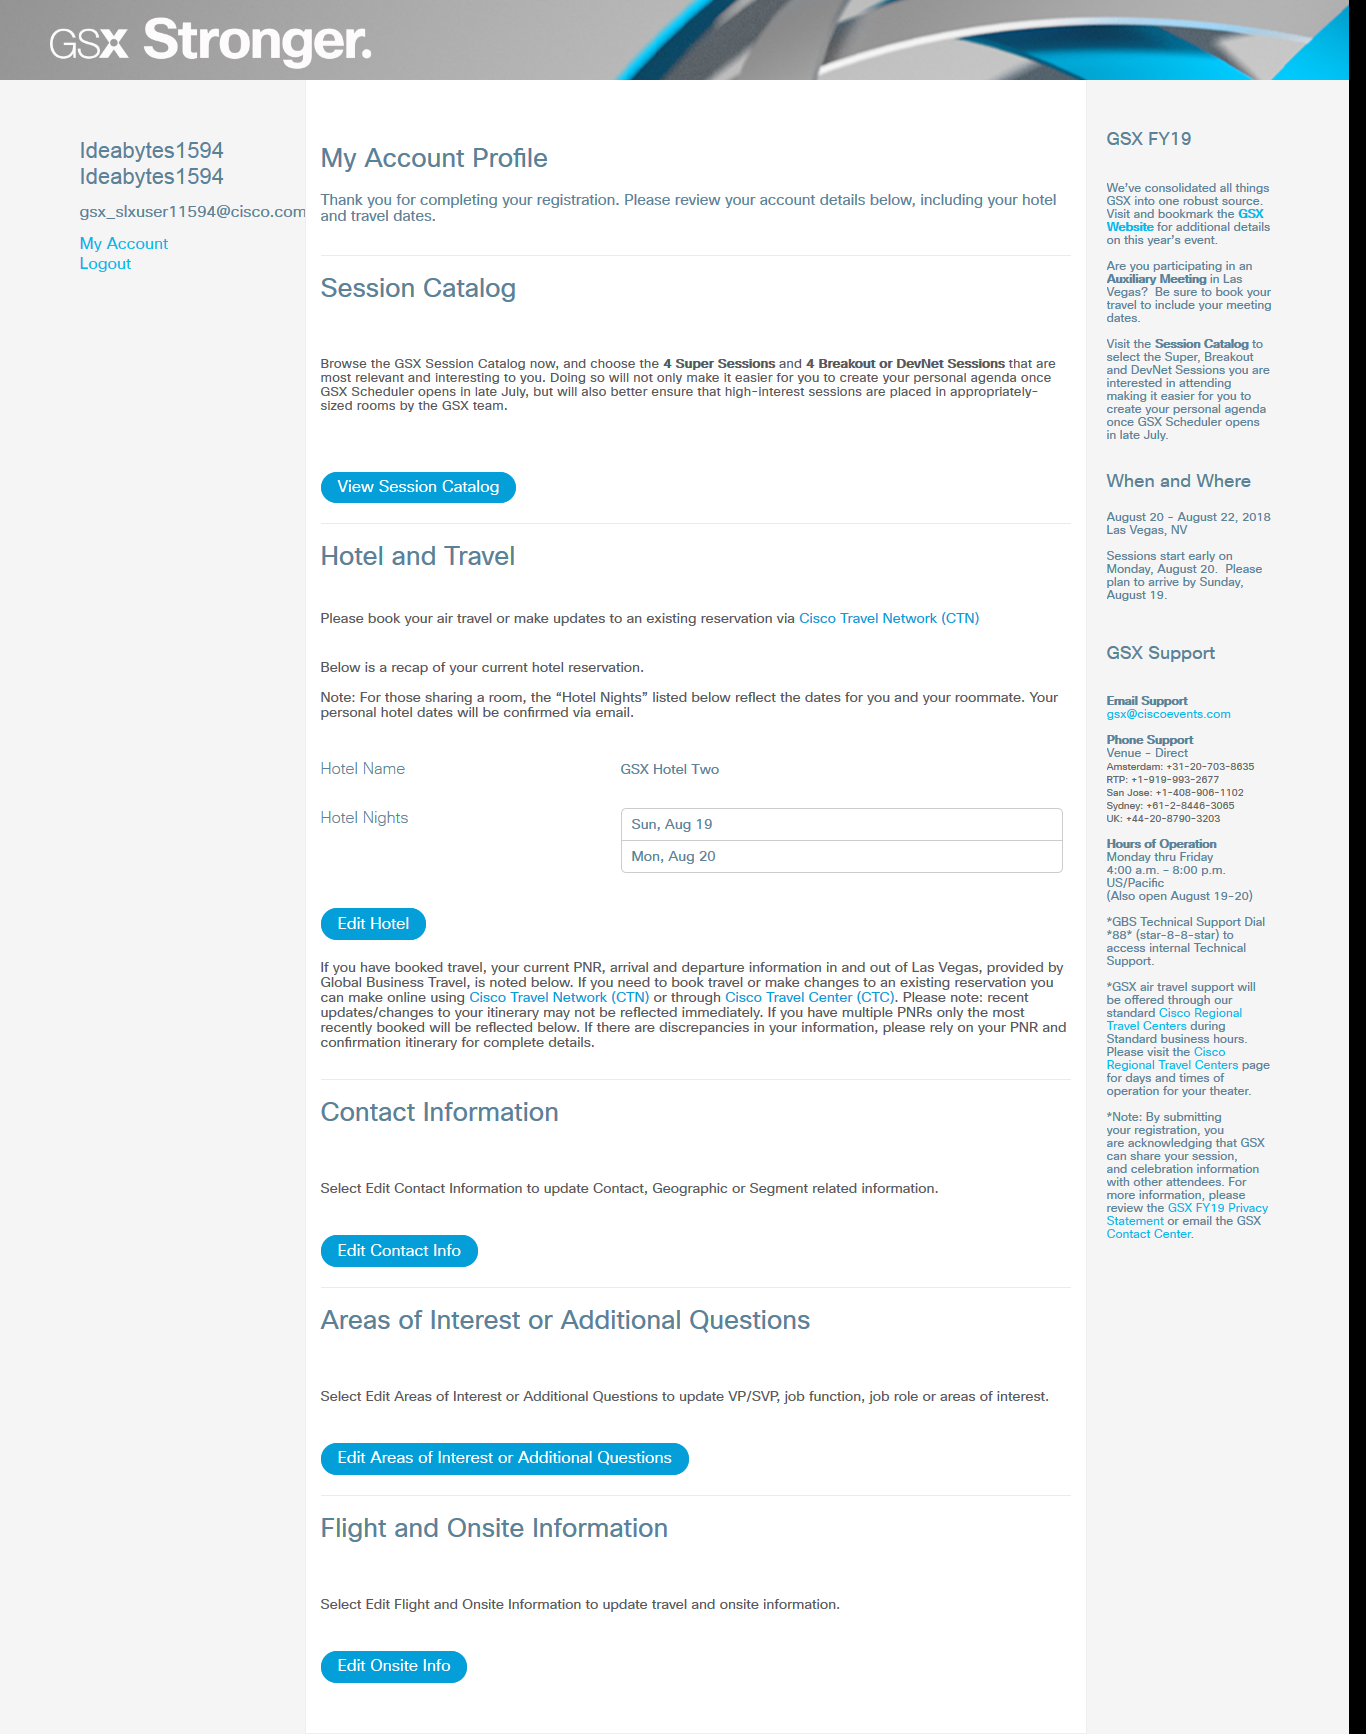 GSX Stronger.
Ideabytes1594
Ideabytes1594
gsx_slxuser11594@cisco.com
My Account
Logout
My Account Profile
Thank you for completing your registration. Please review your account details below, including your hotel
and travel dates.
Session Catalog
Browse the GSX Session Catalog now, and choose the 4 Super Sessions and 4 Breakout or DevNet Sessions that are
most relevant and interesting to you. Doing so will not only make it easier for you to create your personal agenda once
GSX Scheduler opens in late July, but will also better ensure that high-interest sessions are placed in appropriately-
sized rooms by the GSX team.
View Session Catalog
Hotel and Travel
Please book your air travel or make updates to an existing reservation via Cisco Travel Network (CTN)
Below is a recap of your current hotel reservation.
Note: For those sharing a room, the “Hotel Nights” listed below reflect the dates for you and your roommate. Your
personal hotel dates will be confirmed via email.
Hotel Name
GSX Hotel Two
Hotel Nights
Sun, Aug 19
Mon, Aug 20
Edit Hotel
If you have booked travel, your current PNR, arrival and departure information in and out of Las Vegas, provided by
Global Business Travel, is noted below. If you need to book travel or make changes to an existing reservation you
can make online using Cisco Travel Network (CTN) or through Cisco Travel Center (CTC). Please note: recent
updates/changes to your itinerary may not be reflected immediately. If you have multiple PNRs only the most
recently booked will be reflected below. If there are discrepancies in your information, please rely on your PNR and
confirmation itinerary for complete details.
Contact Information
Select Edit Contact Information to update Contact, Geographic or Segment related information.
Edit Contact Info
Areas of Interest or Additional Questions
Select Edit Areas of Interest or Additional Questions to update VP/SVP, job function, job role or areas of interest.
Edit Areas of Interest or Additional Questions
Flight and Onsite Information
Select Edit Flight and Onsite Information to update travel and onsite information.
Edit Onsite Info
GSX FY19
We’ve consolidated all things
GSX into one robust source.
Visit and bookmark the GSX
Website for additional details
on this year’s event.
Are you participating in an
Auxiliary Meeting in Las
Vegas?  Be sure to book your
travel to include your meeting
dates.
Visit the Session Catalog to
select the Super, Breakout
and DevNet Sessions you are
interested in attending
making it easier for you to
create your personal agenda
once GSX Scheduler opens
in late July.
When and Where
August 20 - August 22, 2018
Las Vegas, NV
Sessions start early on
Monday, August 20.  Please
plan to arrive by Sunday,
August 19.
GSX Support
Email Support
gsx@ciscoevents.com
Phone Support
Venue - Direct
Amsterdam: +31-20-703-8635
RTP: +1-919-993-2677
San Jose: +1-408-906-1102
Sydney: +61-2-8446-3065
UK: +44-20-8790-3203
Hours of Operation
Monday thru Friday
4:00 a.m. - 8:00 p.m.
US/Pacific
(Also open August 19-20)
*GBS Technical Support Dial
*88* (star-8-8-star) to
access internal Technical
Support.
*GSX air travel support will
be offered through our
standard Cisco Regional
Travel Centers during
Standard business hours.
Please visit the Cisco
Regional Travel Centers page
for days and times of
operation for your theater.
*Note: By submitting
your registration, you
are acknowledging that GSX
can share your session,
and celebration information
with other attendees. For
more information, please
review the GSX FY19 Privacy
Statement or email the GSX
Contact Center.